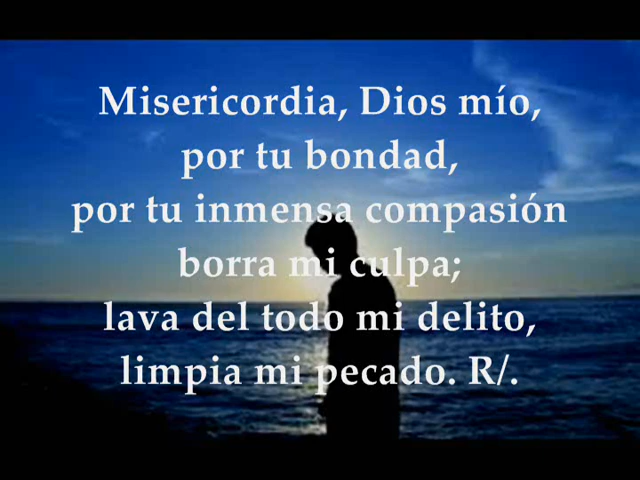 Misericordia, Dios mío,
por tu bondad,
por tu inmensa compasión
borra mi culpa;
lava del todo mi delito,
limpia mi pecado. R/.